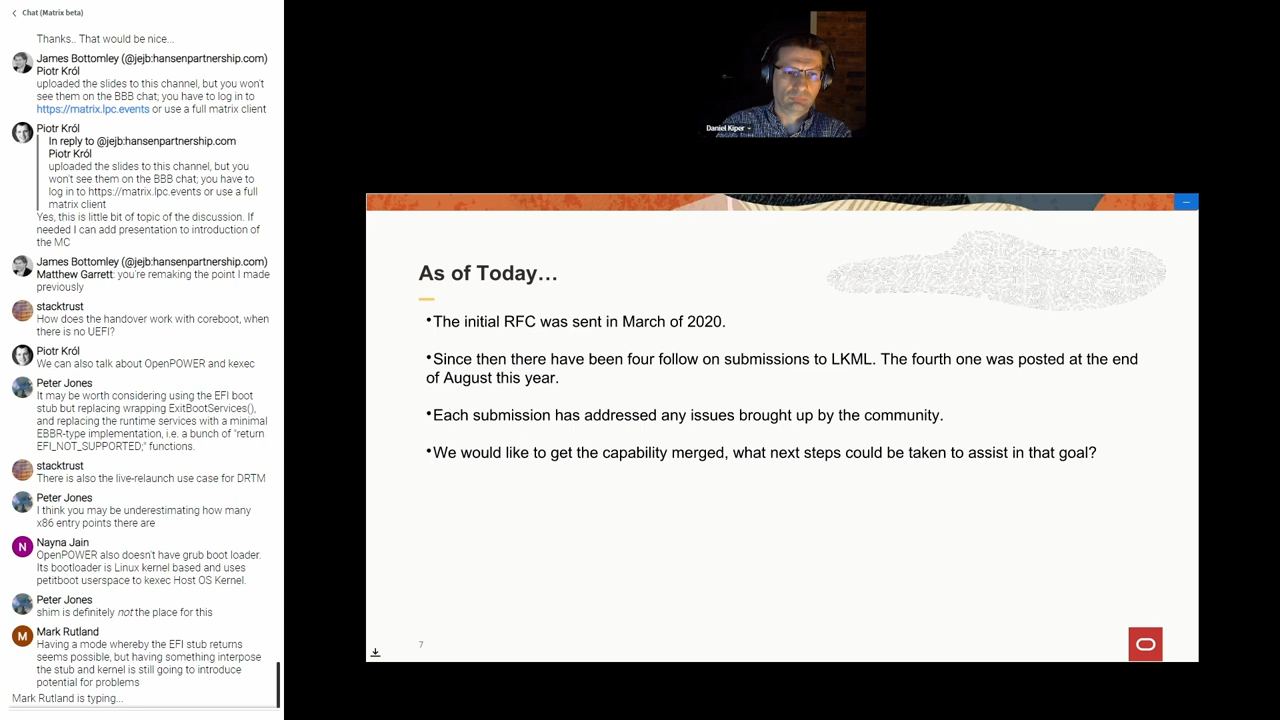 Chat (Matrix beta)
Thanks.. That would be nice...
James Bottomley (@jejb:hansenpartnership.com)
Piotr Król
uploaded the slides to this channel, but you won't
see them on the BBB chat; you have to log in to
https://matrix.lpc.events or use a full matrix client
Piotr Król
In reply to @jejb:hansenpartnership.com
Piotr Król
uploaded the slides to this channel, but you
won't see them on the BBB chat; you have to
log in to https://matrix.lpc.events or use a full
matrix client
Yes, this is little bit of topic of the discussion. If
needed I can add presentation to introduction of
the MC
James Bottomley (@jejb:hansenpartnership.com)
Matthew Garrett: you're remaking the point I made
previously
stacktrust
How does the handover work with coreboot, when
there is no UEFI?
Piotr Król
We can also talk about OpenPOWER and kexec
Peter Jones
It may be worth considering using the EFI boot
stub but replacing wrapping ExitBootServices(),
and replacing the runtime services with a minimal
EBBR-type implementation, i.e. a bunch of "return
EFI_NOT_SUPPORTED;" functions.
stacktrust
There is also the live-relaunch use case for DRTM
Peter Jones
I think you may be underestimating how many
x86 entry points there are
N
Nayna Jain
OpenPOWER also doesn't have grub boot loader.
Its bootloader is Linux kernel based and uses
petitboot userspace to kexec Host OS Kernel.
Peter Jones
shim is definitely not the place for this
M
Mark Rutland
Having a mode whereby the EFI stub returns
seems possible, but having something interpose
the stub and kernel is still going to introduce
potential for problems
Mark Rutland is typing...
Daniel Kiper
As of Today…
•The initial RFC was sent in March of 2020.
•Since then there have been four follow on submissions to LKML. The fourth one was posted at the end
of August this year.
•Each submission has addressed any issues brought up by the community.
•We would like to get the capability merged, what next steps could be taken to assist in that goal?
7